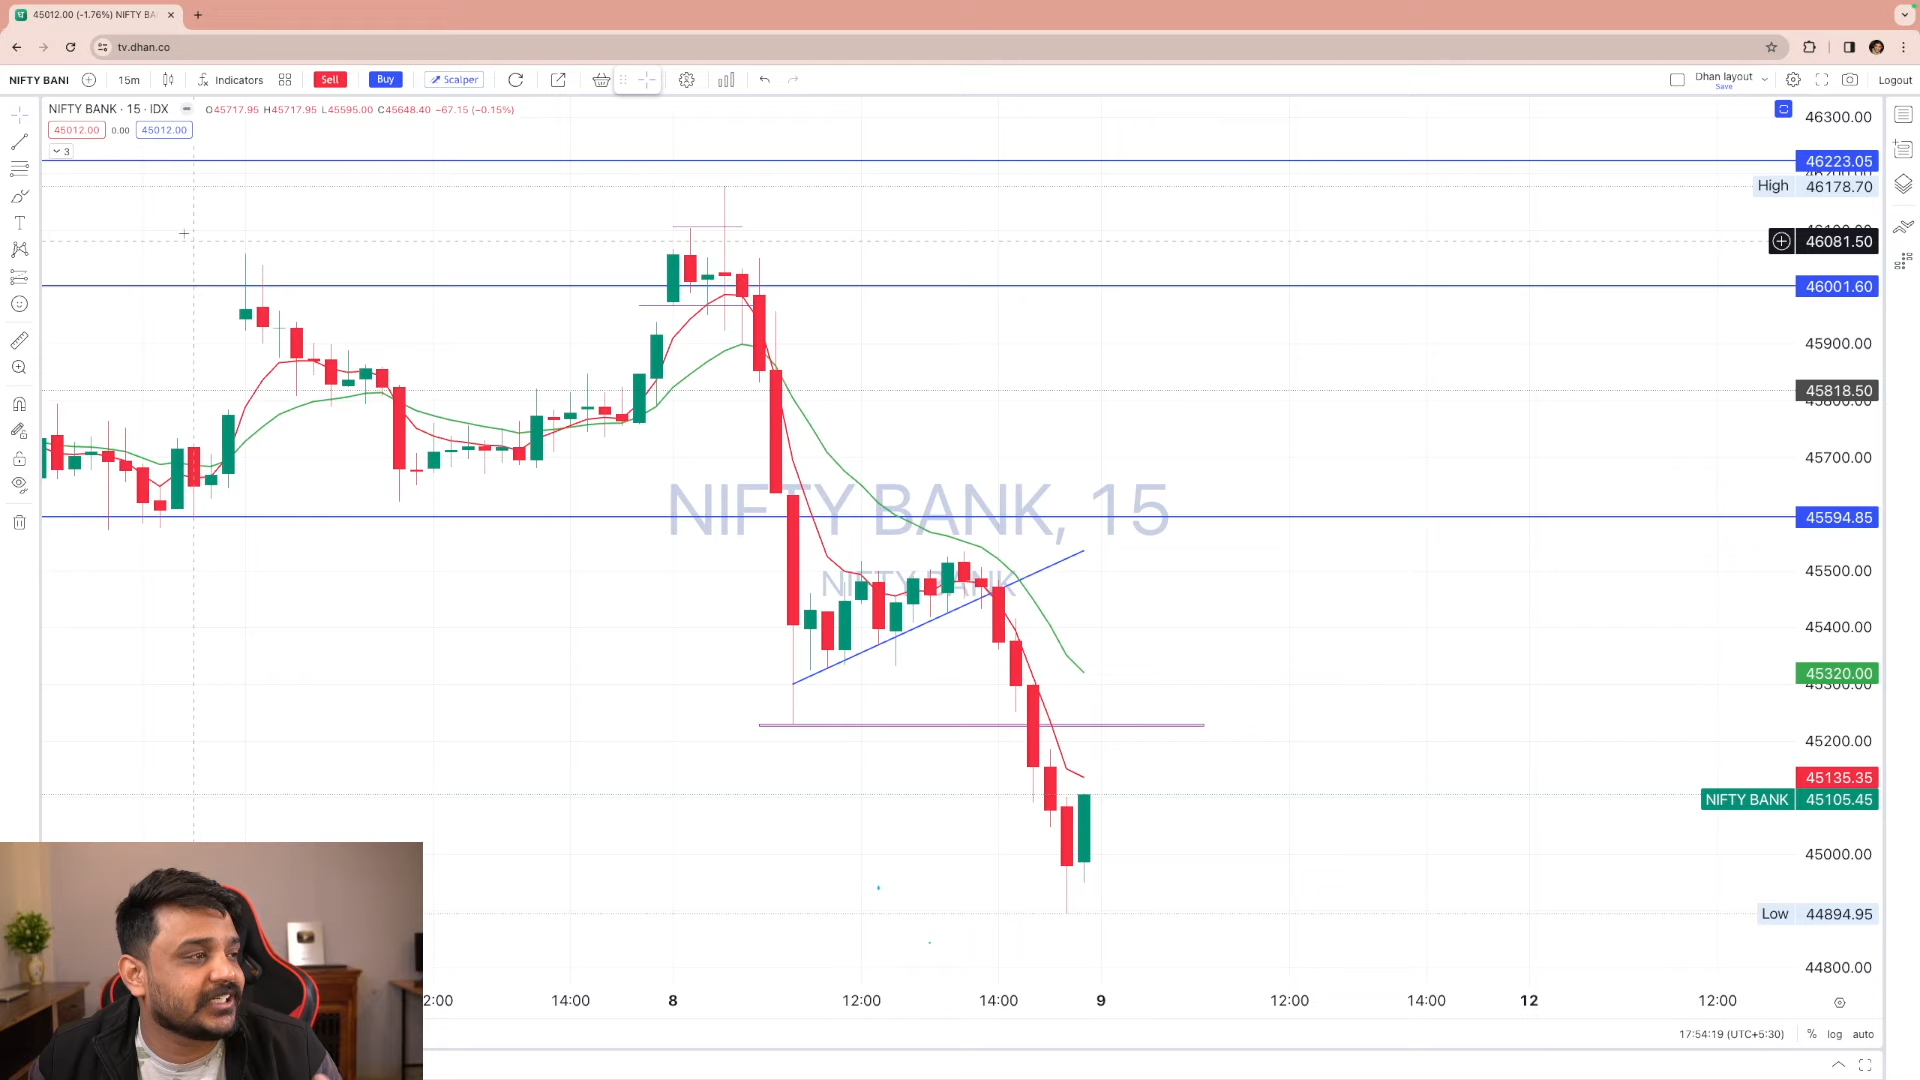 45012.00 (-1.76%) NIFTY BA
tv.dhan.co
NIFTY BANI
15m
Indicators
Sell
Buy
Scalper
Dhan layout
Save
Logout
NIFTY BANK · 15 · IDX
O45717.95 H45717.95 L45595.00 C45648.40 −67.15 (−0.15%)
45012.00 0.00 45012.00
3
NIFTY BANK, 15
NIFTY BANK
46300.00
46223.05
High 46178.70
46081.50
46001.60
45900.00
45818.50
45700.00
45594.85
45500.00
45400.00
45320.00
45300.00
45200.00
45135.35
NIFTY BANK 45105.45
45000.00
Low 44894.95
44800.00
2:00 14:00 8 12:00 14:00 9 12:00 14:00 12 12:00
17:54:19 (UTC+5:30) % log auto